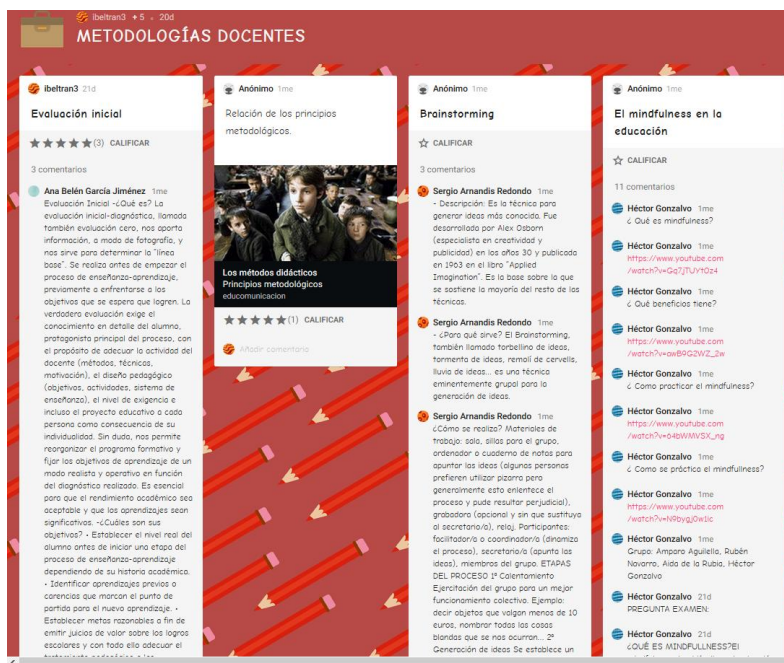 lbeltran3 +5 . 20d
METODOLOGÍAS DOCENTES
lbeltran3 21d
Evaluación inicial
(3) CALIFICAR
3 comentarios
Ana Belén García Jiménez 1me
Evaluación Inicial -¿Qué es? La
evaluación inicial-diagnóstica, llamada
también evaluación cero, nos aporta
información, a modo de fotografía, y
nos sirve para determinar la "línea
base". Se realiza antes de empezar el
proceso de enseñanza-aprendizaje,
previamente a enfrentarse a los
objetivos que se espera que logren. La
verdadera evaluación exige el
conocimiento en detalle del alumno,
protagonista principal del proceso, con
el propósito de adecuar la actividad del
docente (métodos, técnicas,
motivación), el diseño pedagógico
(objetivos, actividades, sistema de
enseñanza), el nivel de exigencia e
incluso el proyecto educativo a cada
persona como consecuencia de su
individualidad. Sin duda, nos permite
reorganizar el programa formativo y
fijar los objetivos de aprendizaje de un
modo realista y operativo en función
del diagnóstico realizado. Es esencial
para que el rendimiento académico sea
aceptable y que los aprendizajes sean
significativos. -¿Cuáles son sus
objetivos? • Establecer el nivel real del
alumno antes de iniciar una etapa del
proceso de enseñanza-aprendizaje
dependiendo de su historia académica.
• Identificar aprendizajes previos o
carencias que marcan el punto de
partida para el nuevo aprendizaje. •
Establecer metas razonables a fin de
emitir juicios de valor sobre los logros
escolares y con todo ello adecuar el
Anónimo 1me
Relación de los principios
metodológicos.
Los métodos didácticos
Principios metodológicos
educomunicacion
(1) CALIFICAR
Añadir comentario
Anónimo 1me
Brainstorming
CALIFICAR
3 comentarios
Sergio Arnandis Redondo 1me
- Descripción: Es la técnica para
generar ideas más conocida. Fue
desarrollada por Alex Osborn
(especialista en creatividad y
publicidad) en los años 30 y publicada
en 1963 en el libro "Applied
Imagination". Es la base sobre la que
se sostiene la mayoría del resto de las
técnicas.
Sergio Arnandis Redondo 1me
- ¿Para qué sirve? El Brainstorming,
también llamado torbellino de ideas,
tormenta de ideas, remolí de cervells,
lluvia de ideas... es una técnica
eminentemente grupal para la
generación de ideas.
Sergio Arnandis Redondo 1me
¿Cómo se realiza? Materiales de
trabajo: sala, sillas para el grupo,
ordenador o cuaderno de notas para
apuntar las ideas (algunas personas
prefieren utilizar pizarra pero
generalmente esto enlentece el
proceso y puede resultar perjudicial),
grabadora (opcional y sin que sustituya
al secretario/a), reloj. Participantes:
facilitador/a o coordinador/a (dinamiza
el proceso), secretario/a (apunta las
ideas), miembros del grupo. ETAPAS
DEL PROCESO 1ª Calentamiento
Ejercitación del grupo para un mejor
funcionamiento colectivo. Ejemplo:
decir objetos que valgan menos de 10
euros, nombrar todas las cosas
blandas que se nos ocurran... 2ª
Generación de ideas Se establece un
Anónimo 1me
El mindfulness en la
educación
CALIFICAR
11 comentarios
Héctor Gonzalvo 1me
¿ Qué es mindfulness?
Héctor Gonzalvo 1me
https://www.youtube.com
/watch?v=Gq7JTUYtOz4
Héctor Gonzalvo 1me
¿ Qué beneficios tiene?
Héctor Gonzalvo 1me
https://www.youtube.com
/watch?v=awB9G2WZ_2w
Héctor Gonzalvo 1me
¿ Como practicar el mindfulness?
Héctor Gonzalvo 1me
https://www.youtube.com
/watch?v=64bWMVSX_ng
Héctor Gonzalvo 1me
¿ Como se práctica el mindfullness?
Héctor Gonzalvo 1me
https://www.youtube.com
/watch?v=N9bygjOw1ic
Héctor Gonzalvo 1me
Grupo: Amparo Aguilella, Rubén
Navarro, Aida de la Rubia, Héctor
Gonzalvo
Héctor Gonzalvo 21d
PREGUNTA EXAMEN:
Héctor Gonzalvo 21d
¿QUÉ ES MINDFULLNESS?El